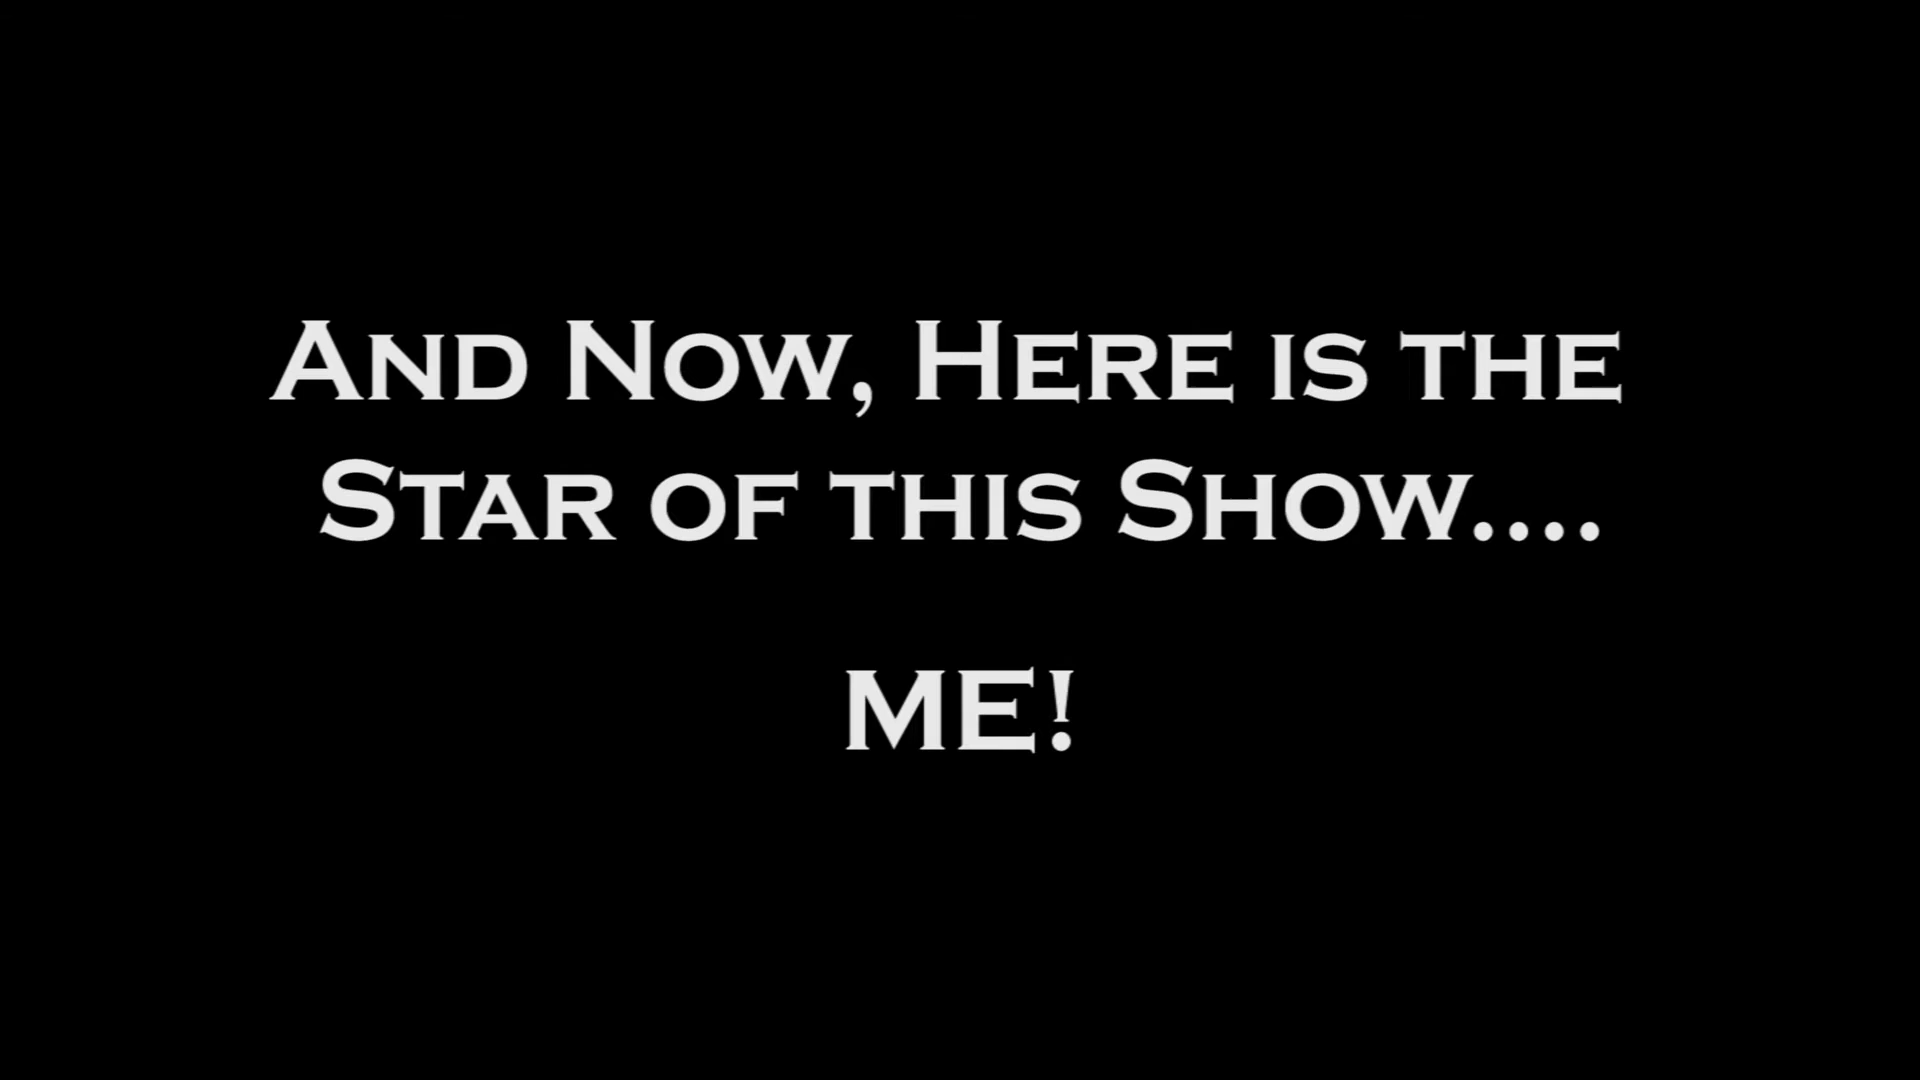 And Now, Here is the
Star of this Show....
ME!